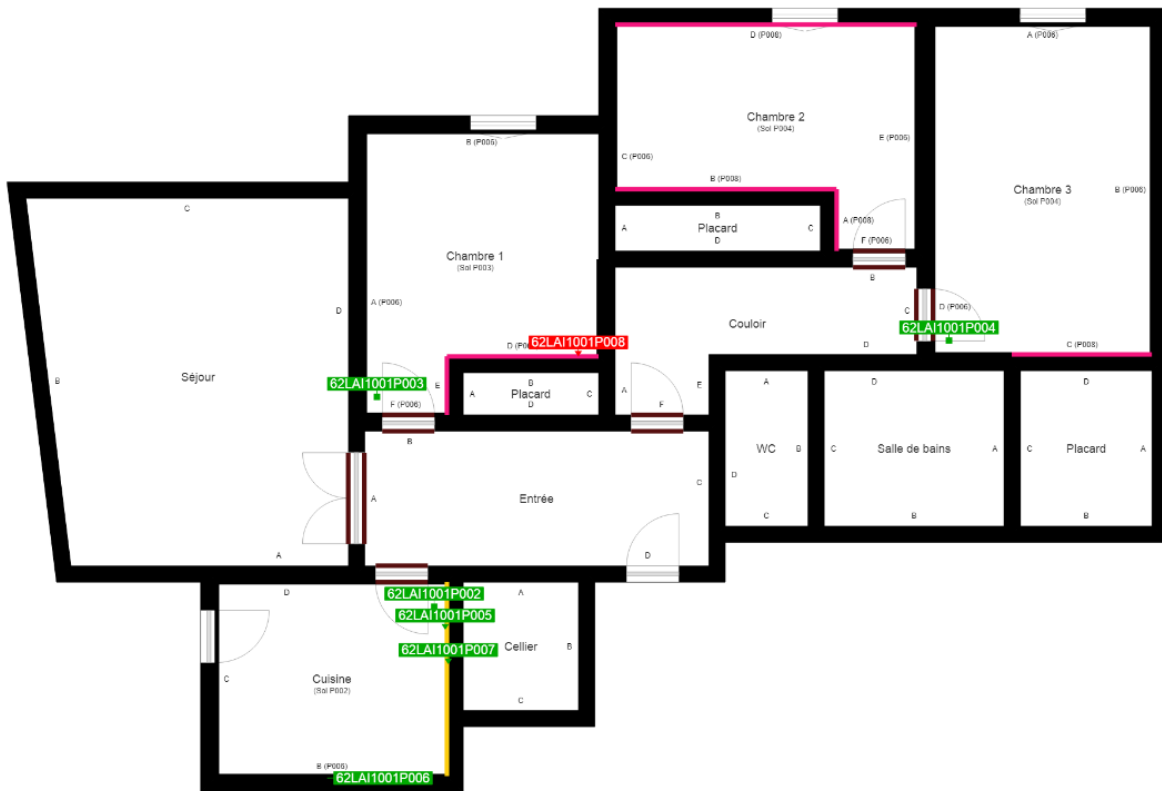 D (P008)
A (P006)
Chambre 2
(Sol P004)
E (P006)
C (P006)
B (P008)
A (P008)
F (P006)
B (P006)
Chambre 3
(Sol P004)
B (P006)
D (P006)
62LAI1001P004
C (P008)
C
D
B
A
Séjour
Chambre 1
(Sol P003)
A (P006)
D (P00
62LAI1001P008
62LAI1001P003
E
F (P006)
A
B
Placard
D
C
A
B
Placard
D
C
B
C
Couloir
D
A
E
F
A
WC
B
D
C
D
C
Salle de bains
A
B
D
C
Placard
A
B
B
A
Entrée
C
D
62LAI1001P002
62LAI1001P005
62LAI1001P007
D
C
Cuisine
(Sol P002)
B (P006)
62LAI1001P006
A
Cellier
B
C